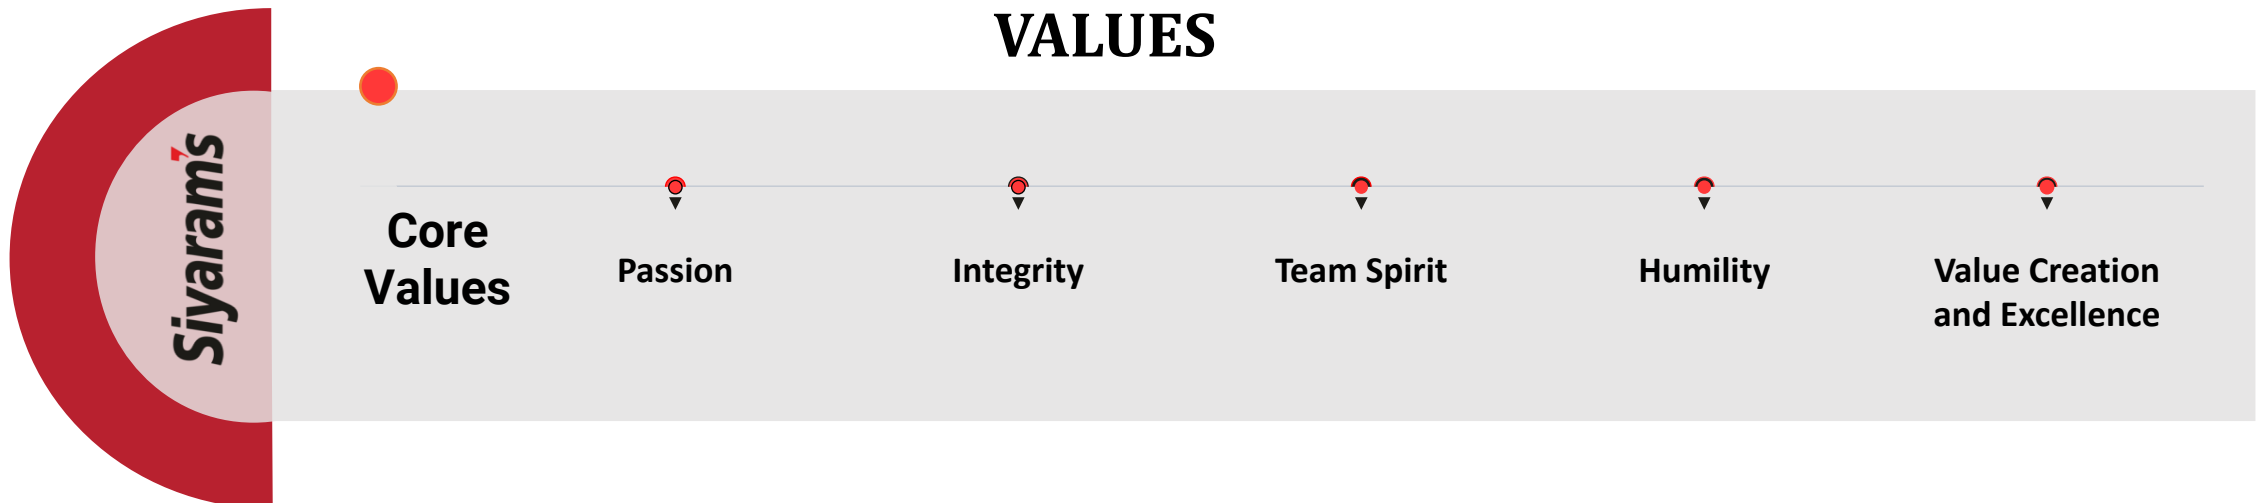 VALUES
Siyaram's
Core
Values
Passion
Integrity
Team Spirit
Humility
Value Creation
and Excellence